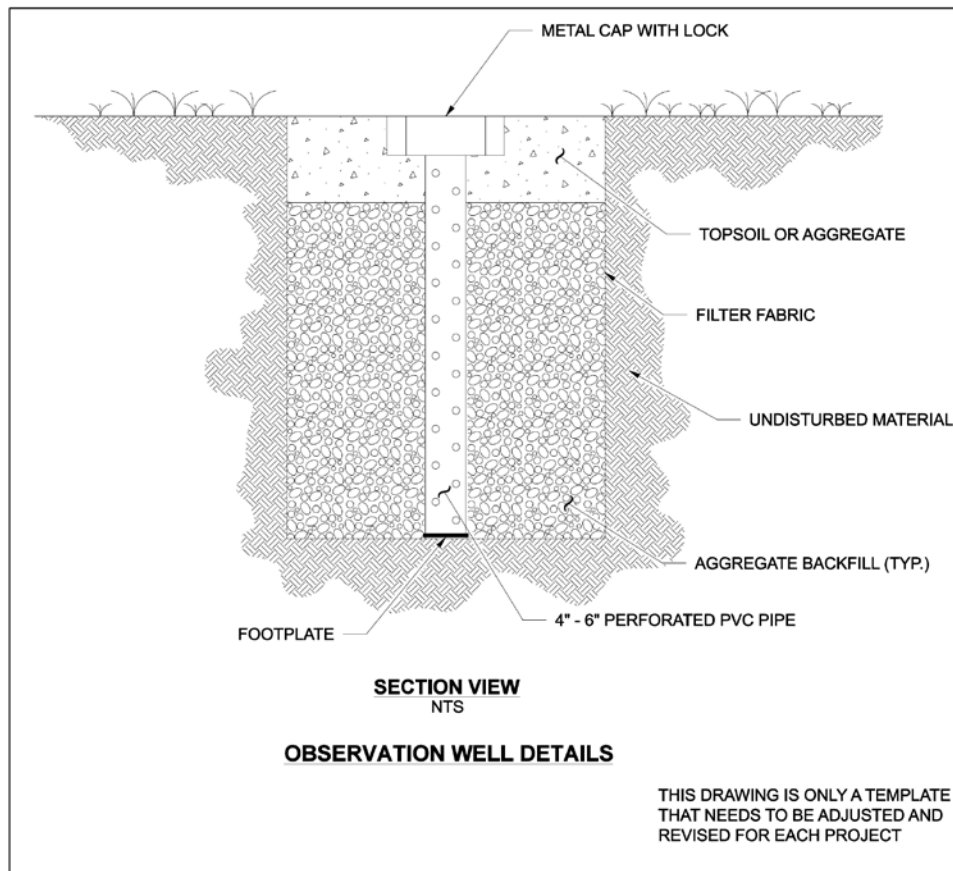 METAL CAP WITH LOCK
TOPSOIL OR AGGREGATE
FILTER FABRIC
UNDISTURBED MATERIAL
AGGREGATE BACKFILL (TYP.)
4" - 6" PERFORATED PVC PIPE
FOOTPLATE
SECTION VIEW
NTS
OBSERVATION WELL DETAILS
THIS DRAWING IS ONLY A TEMPLATE
THAT NEEDS TO BE ADJUSTED AND
REVISED FOR EACH PROJECT